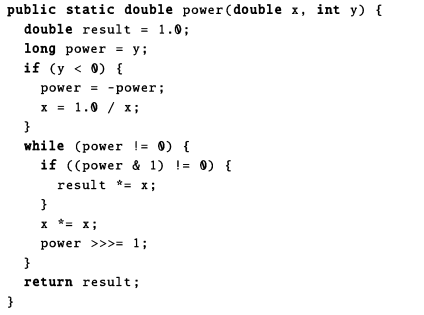 public static double power(double x, int y) {
  double result = 1.0;
  long power = y;
  if (y < 0) {
    power = -power;
    x = 1.0 / x;
  }
  while (power != 0) {
    if ((power & 1) != 0) {
      result *= x;
    }
    x *= x;
    power >>>= 1;
  }
  return result;
}